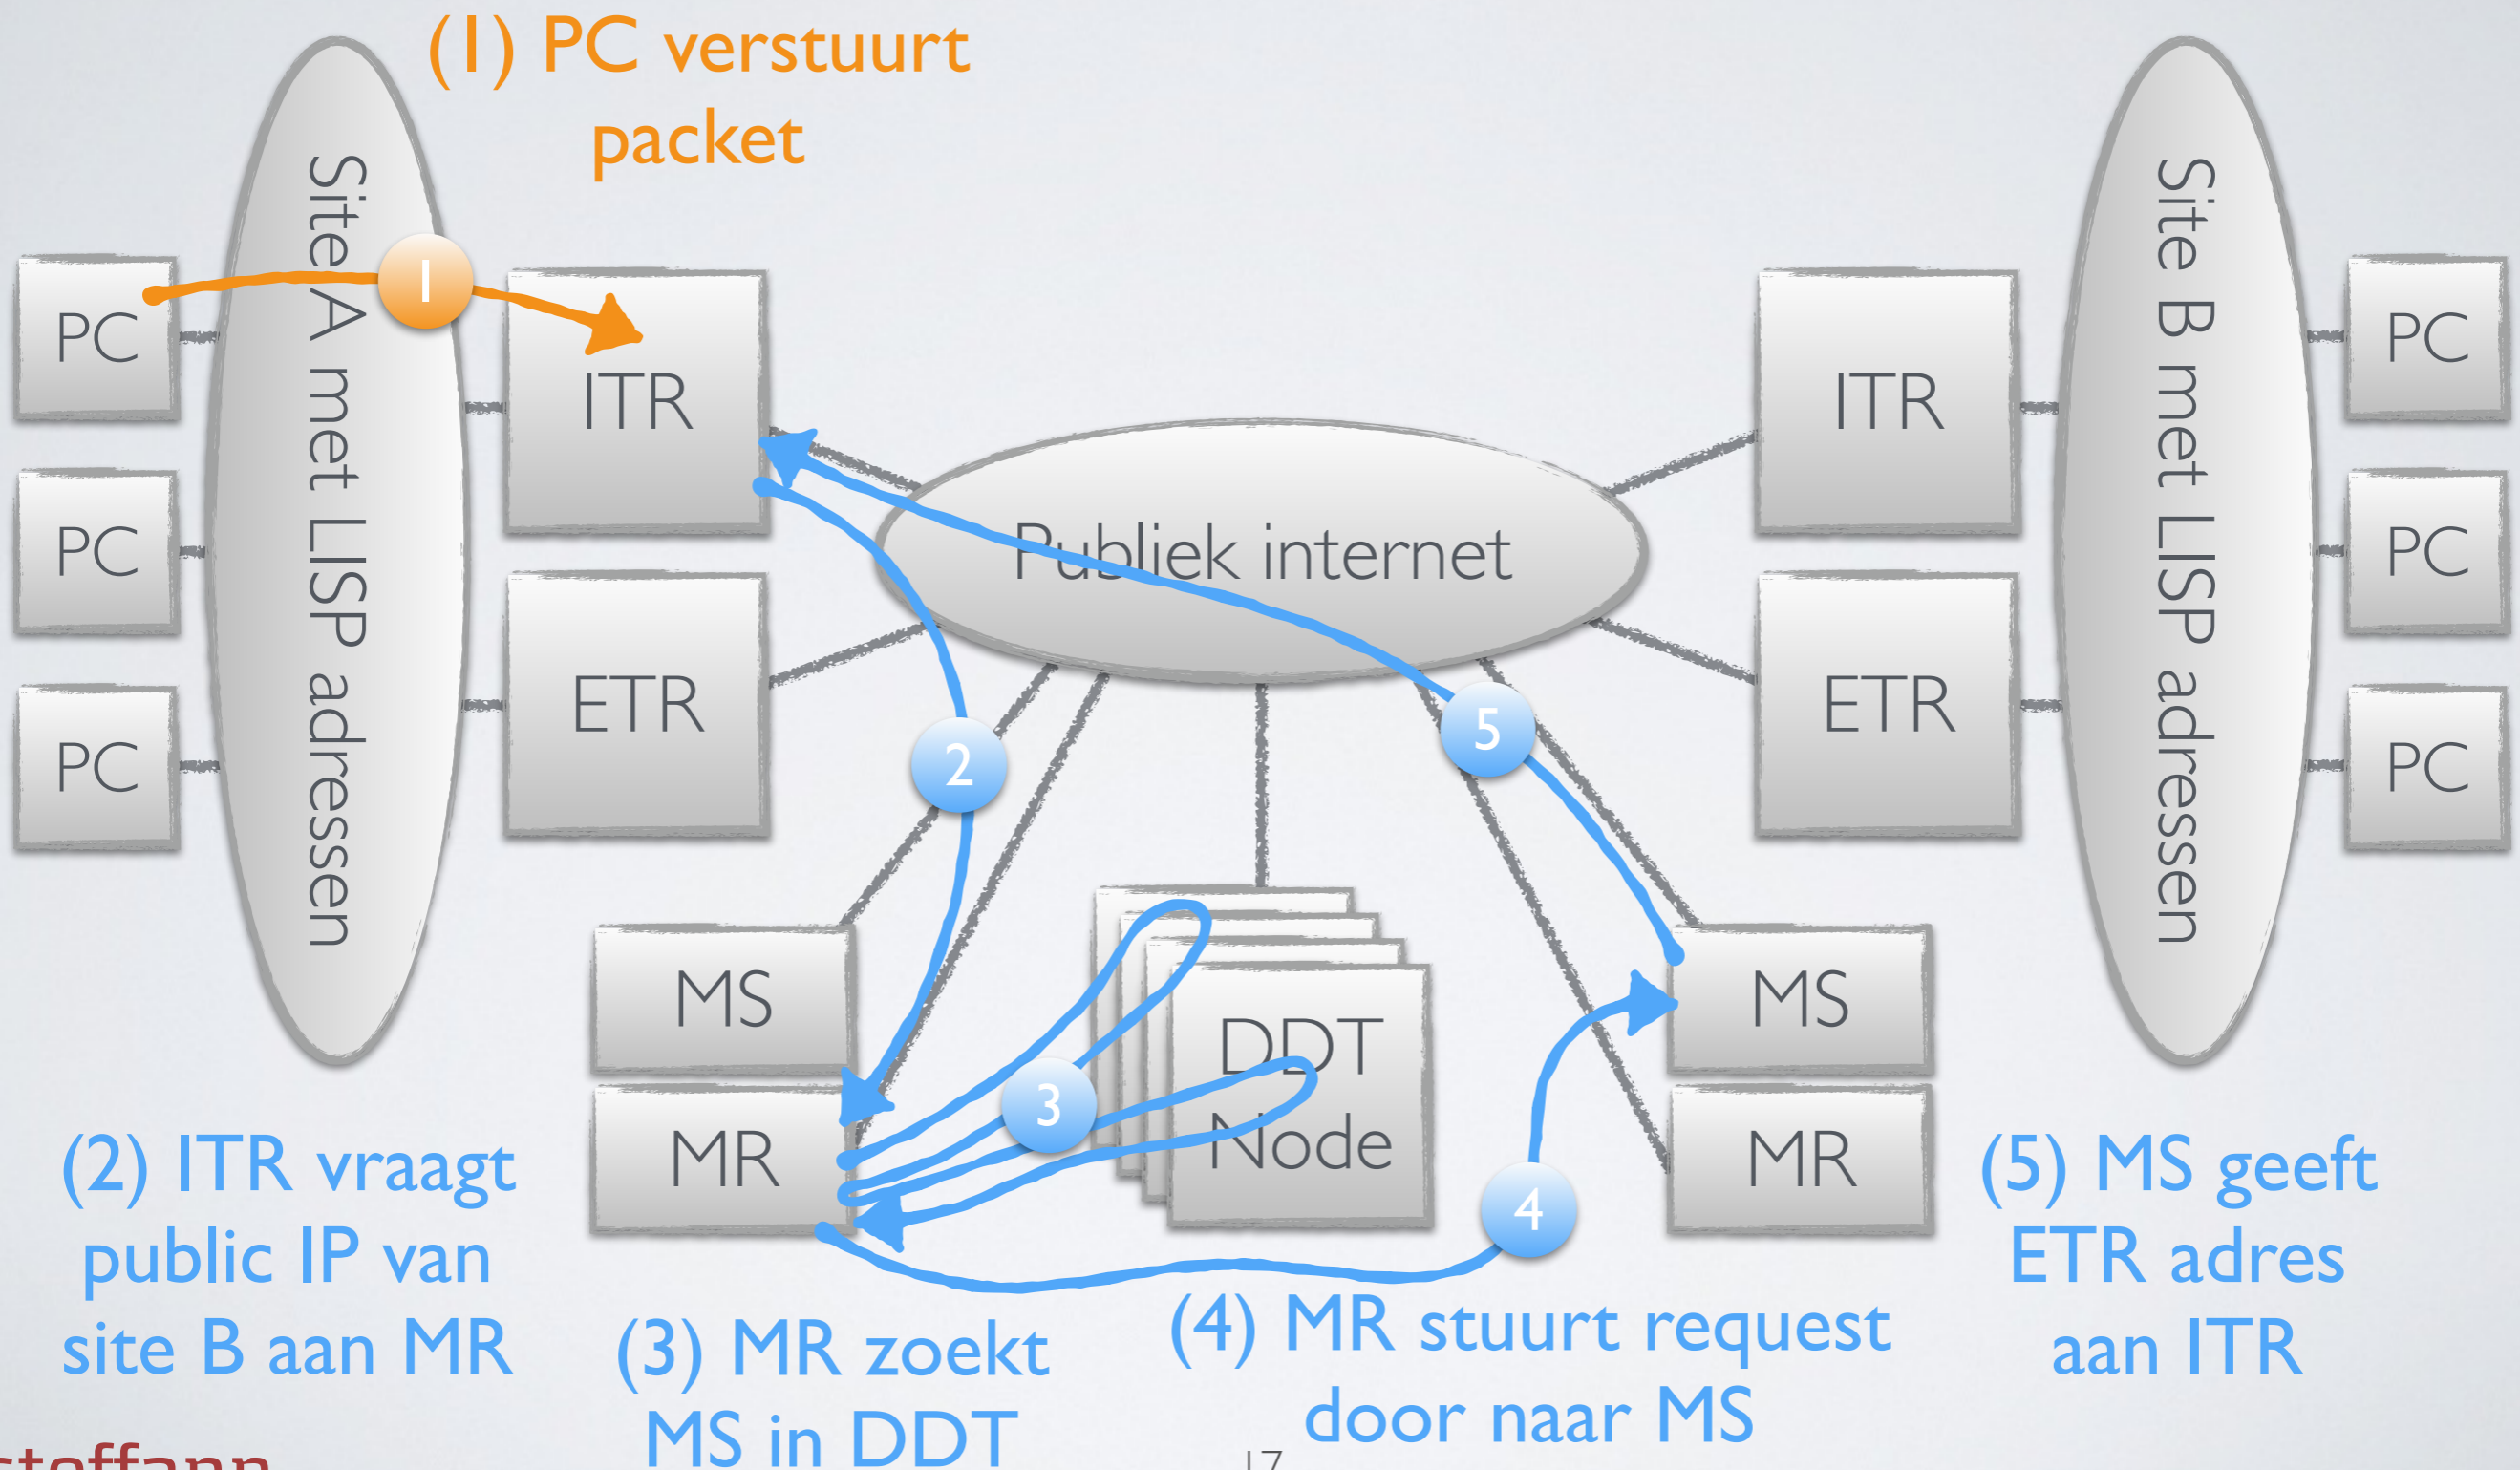 (1) PC verstuurt
packet
Site A met LISP adressen
PC
PC
PC
1
ITR
ETR
Publiek internet
ITR
ETR
Site B met LISP adressen
PC
PC
PC
2
5
MS
MR
3
DDT
Node
4
MS
MR
(2) ITR vraagt
public IP van
site B aan MR
(3) MR zoekt
MS in DDT
(4) MR stuurt request
door naar MS
(5) MS geeft
ETR adres
aan ITR
steffann
17